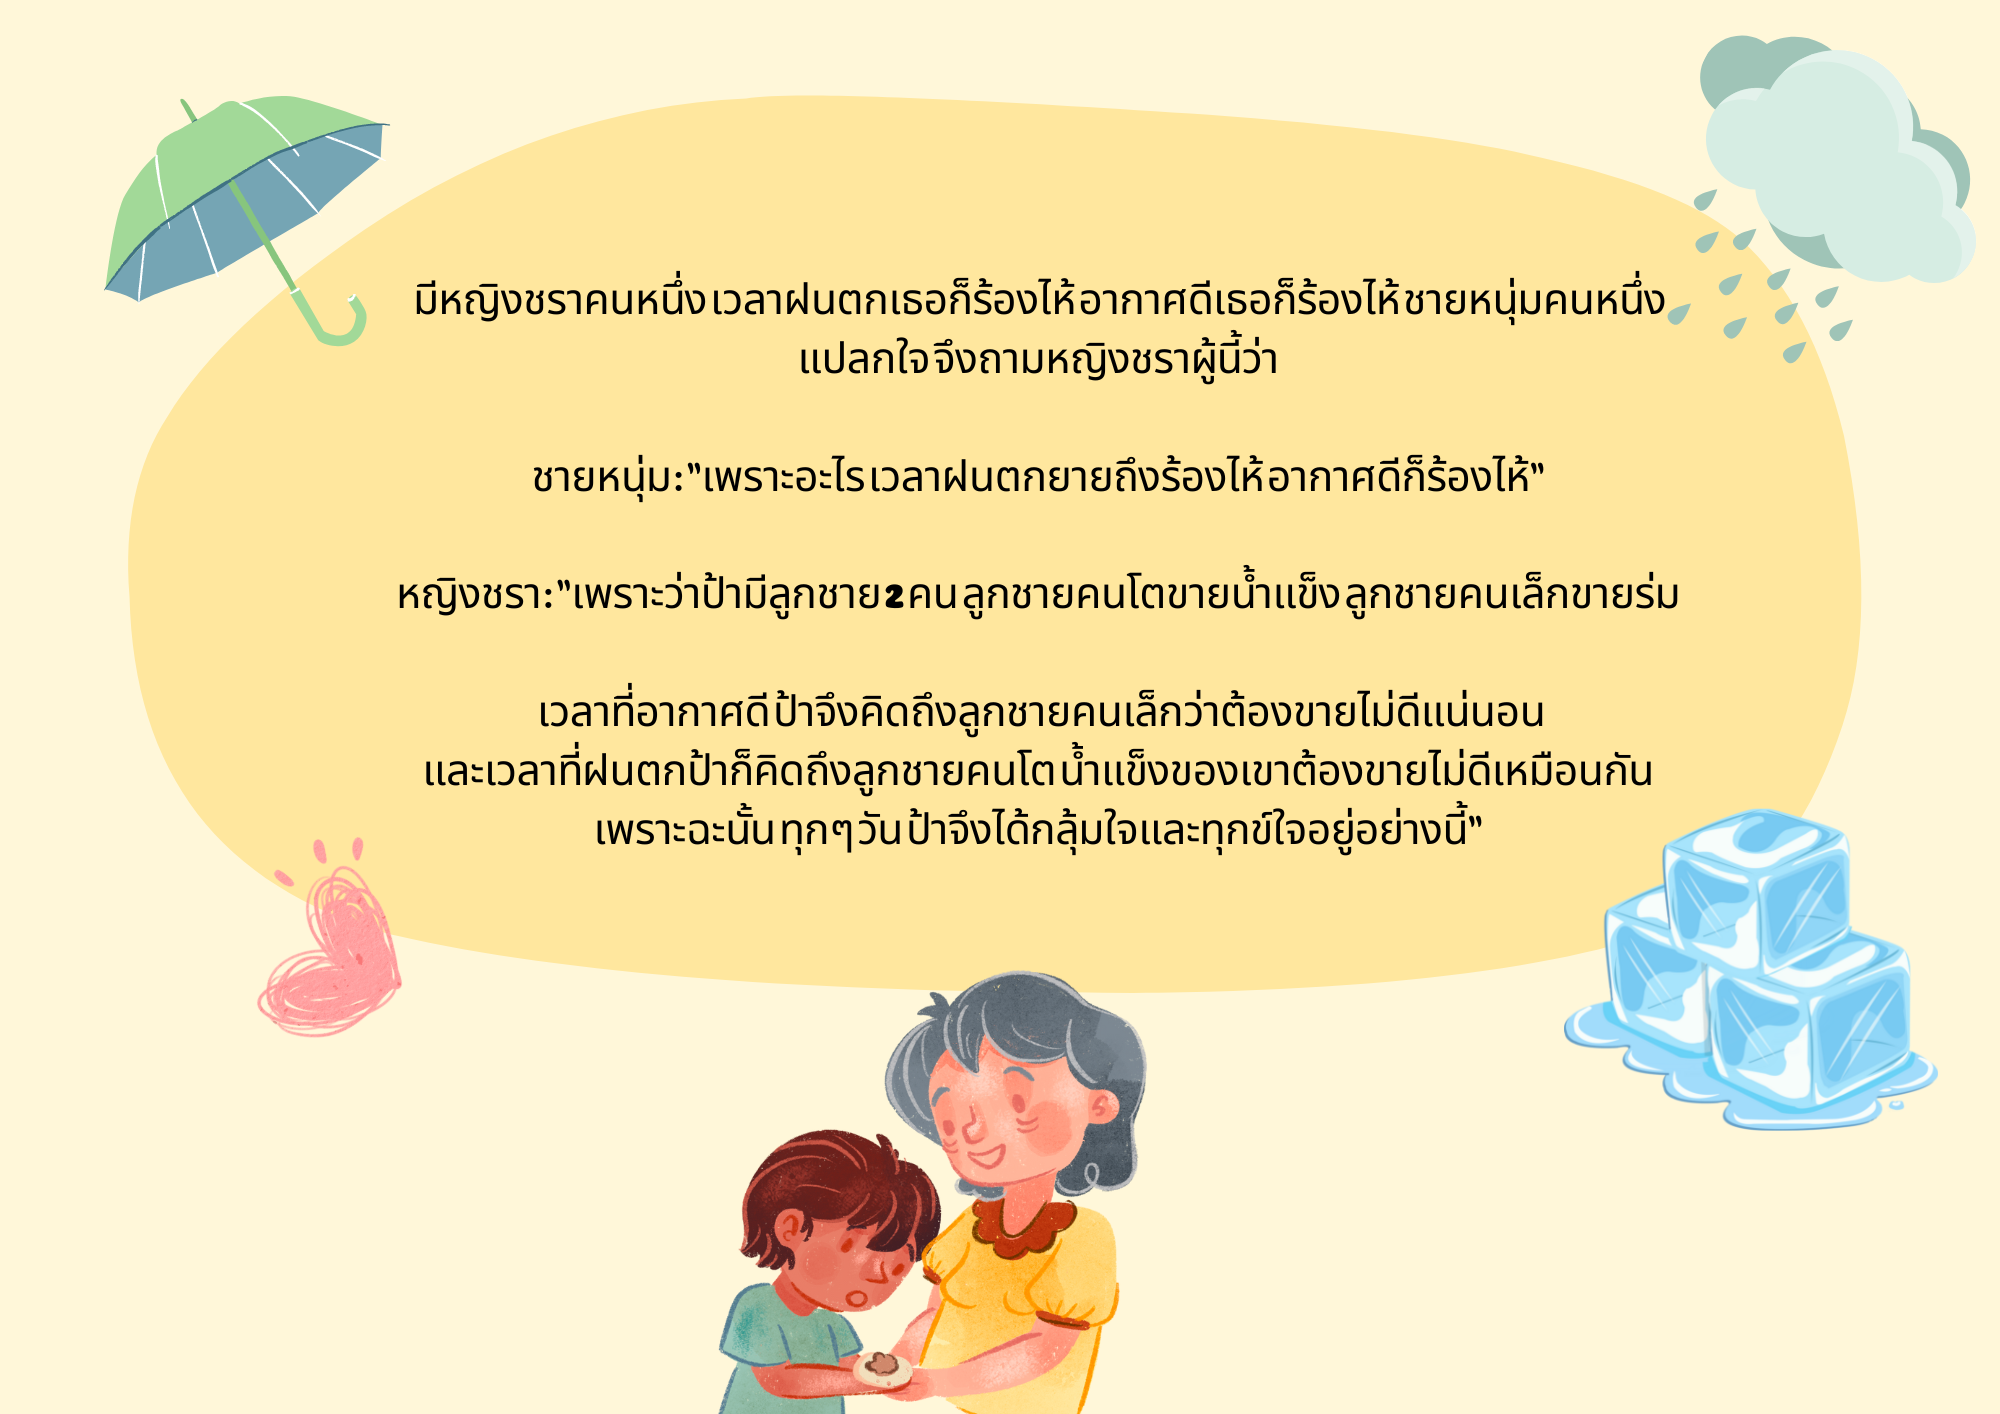 มีหญิงชราคนหนึ่ง เวลาฝนตกเธอก็ร้องไห้ อากาศดีเธอก็ร้องไห้ ชายหนุ่มคนหนึ่ง
แปลกใจ จึงถามหญิงชราผู้นี้ว่า
ชายหนุ่ม:"เพราะอะไร เวลาฝนตกยายถึงร้องไห้ อากาศดีก็ร้องไห้"
หญิงชรา:"เพราะว่าป้ามีลูกชาย 2 คน ลูกชายคนโตขายน้ำแข็ง ลูกชายคนเล็กขายร่ม
เวลาที่อากาศดี ป้าจึงคิดถึงลูกชายคนเล็กว่าต้องขายไม่ดีแน่นอน
และเวลาที่ฝนตกป้าก็คิดถึงลูกชายคนโต น้ำแข็งของเขาต้องขายไม่ดีเหมือนกัน
เพราะฉะนั้น ทุกๆ วัน ป้าจึงได้กลุ้มใจและทุกข์ใจอยู่อย่างนี้"